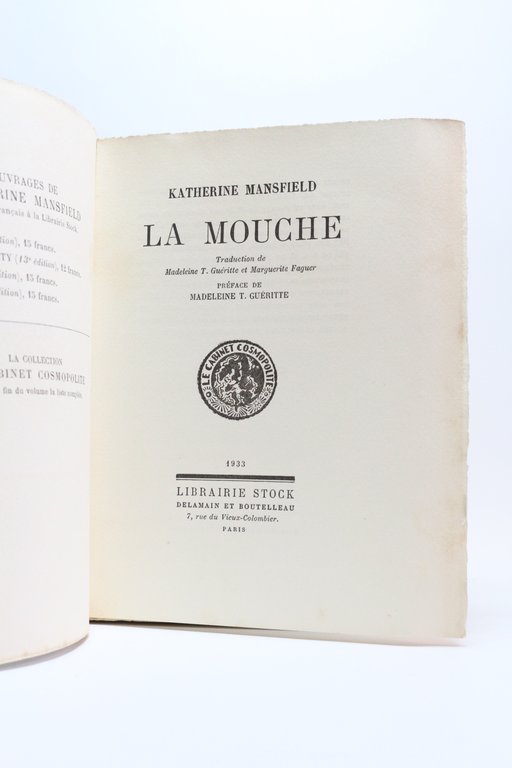 UVRAGES DE
RINE MANSFIELD
rançais à la Librairie Stock.
ition), 15 francs.
TY (13e édition), 12 francs.
ition), 15 francs.
dition), 15 francs.
LA COLLECTION
BINET COSMOPOLITE
fin du volume la liste complète.
KATHERINE MANSFIELD
LA MOUCHE
Traduction de
Madeleine T. Guéritte et Marguerite Faguer
PRÉFACE DE
MADELEINE T. GUÉRITTE
LE CABINET COSMOPOLITE
1933
LIBRAIRIE STOCK
DELAMAIN ET BOUTELLEAU
7, rue du Vieux-Colombier.
PARIS